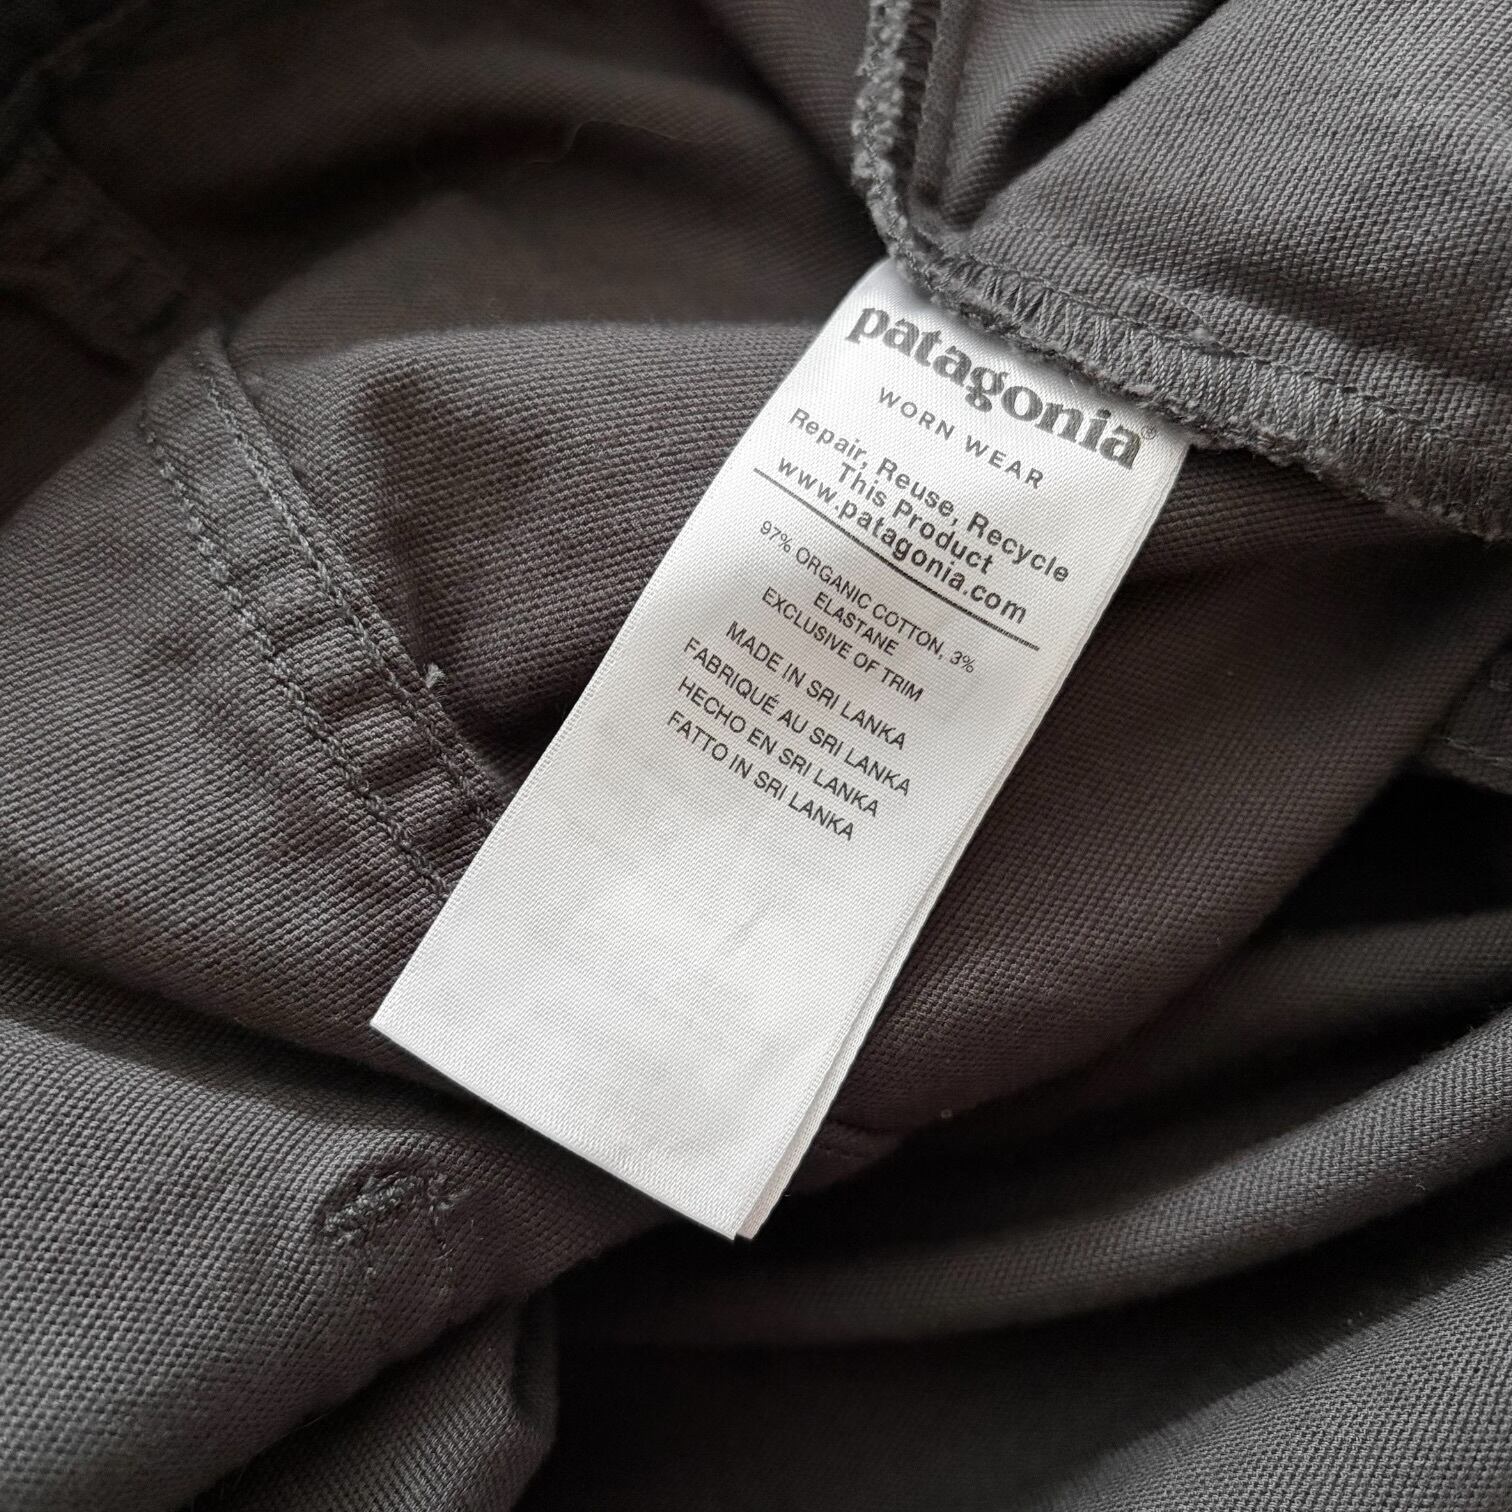 patagonia®
WORN WEAR
Repair, Reuse, Recycle
This Product
www.patagonia.com
97% ORGANIC COTTON, 3%
ELASTANE
EXCLUSIVE OF TRIM
MADE IN SRI LANKA
FABRIQUÉ AU SRI LANKA
HECHO EN SRI LANKA
FATTO IN SRI LANKA